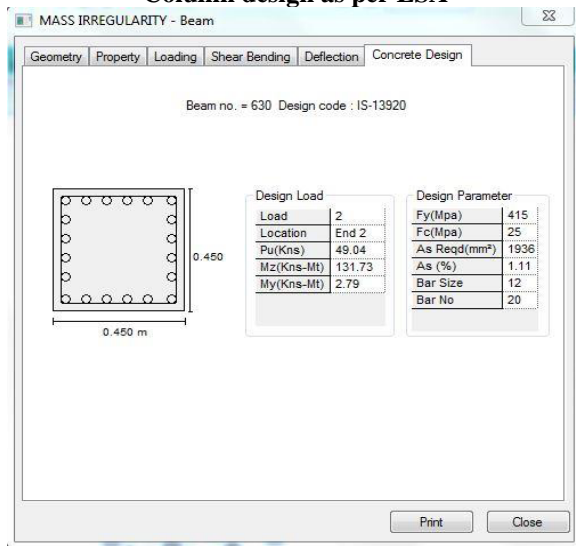 Column design as per ESA
MASS IRREGULARITY - Beam
Geometry Property Loading Shear Bending Deflection Concrete Design
Beam no. = 630 Design code : IS-13920
Design Load
Load 2
Location End 2
Pu(Kns) 49.04
Mz(Kns-Mt) 131.73
My(Kns-Mt) 2.79
Design Parameter
Fy(Mpa) 415
Fc(Mpa) 25
As Reqd(mm²) 1936
As (%) 1.11
Bar Size 12
Bar No 20
0.450
0.450 m
Print Close